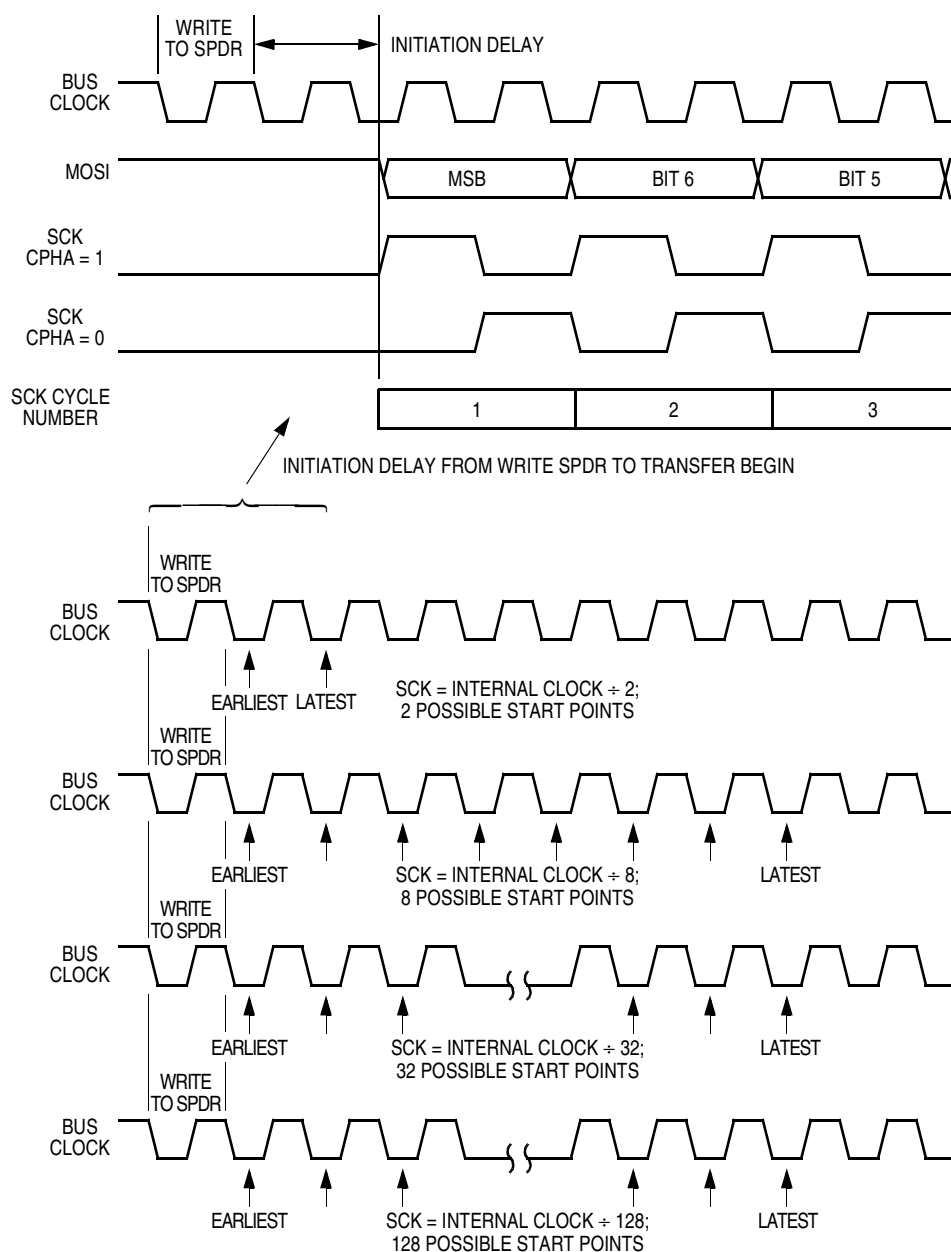 WRITE
TO SPDR
INITIATION DELAY
BUS
CLOCK
MOSI
MSB
BIT 6
BIT 5
SCK
CPHA = 1
SCK
CPHA = 0
SCK CYCLE
NUMBER
1
2
3
INITIATION DELAY FROM WRITE SPDR TO TRANSFER BEGIN
WRITE
TO SPDR
BUS
CLOCK
EARLIEST
LATEST
SCK = INTERNAL CLOCK ÷ 2;
2 POSSIBLE START POINTS
WRITE
TO SPDR
BUS
CLOCK
EARLIEST
SCK = INTERNAL CLOCK ÷ 8;
8 POSSIBLE START POINTS
LATEST
WRITE
TO SPDR
BUS
CLOCK
EARLIEST
SCK = INTERNAL CLOCK ÷ 32;
32 POSSIBLE START POINTS
LATEST
WRITE
TO SPDR
BUS
CLOCK
EARLIEST
SCK = INTERNAL CLOCK ÷ 128;
128 POSSIBLE START POINTS
LATEST